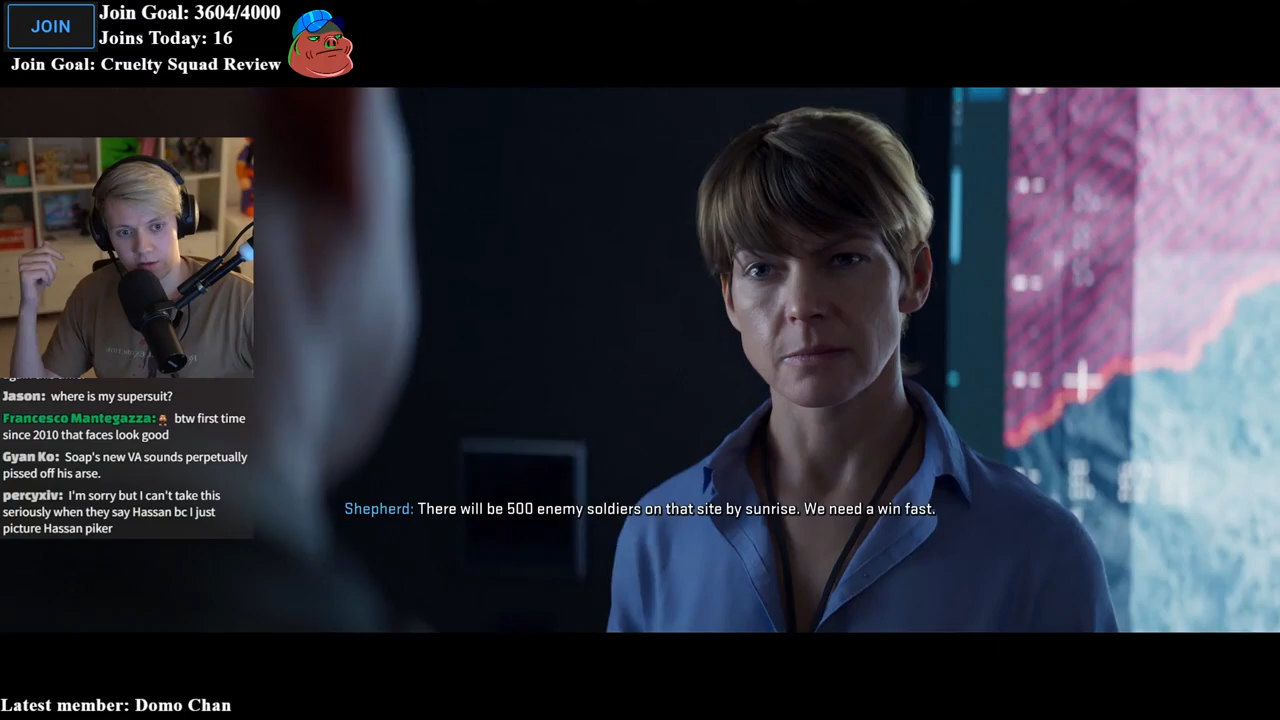 JOIN
Join Goal: 3604/4000
Joins Today: 16
Join Goal: Cruelty Squad Review
Jason: where is my supersuit?
Francesco Mantegazza: btw first time
since 2010 that faces look good
Gyan Ko: Soap's new VA sounds perpetually
pissed off his arse.
percyxiv: I'm sorry but I can't take this
seriously when they say Hassan bc I just
picture Hassan piker
Shepherd: There will be 500 enemy soldiers on that site by sunrise. We need a win fast.
Latest member: Domo Chan